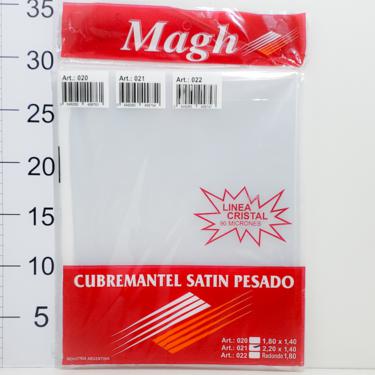 35
30
25
20
15
10
5
Magh
Art.: 020
Art.: 021
Art.: 022
LINEA
CRISTAL
90 MICRONES
CUBREMANTEL SATIN PESADO
Art.: 020 1,80 x 1,40
Art.: 021 2,20 x 1,40
Art.: 022 Redondo 1,80
INDUSTRIA ARGENTINA